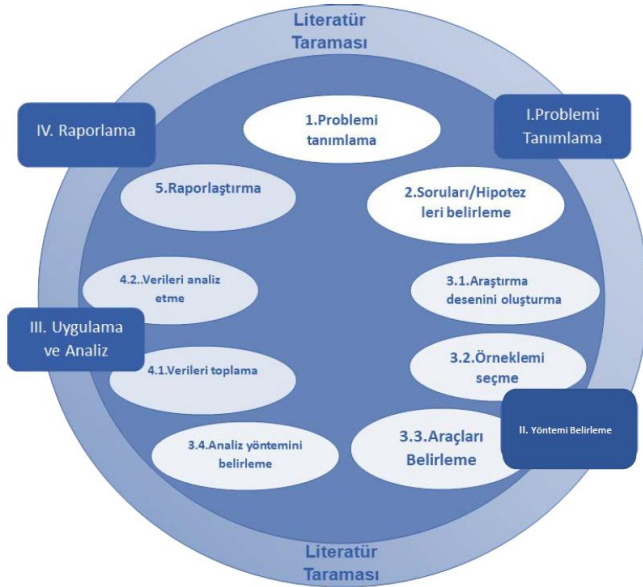 Literatür
Taraması
IV. Raporlama
I.Problemi
Tanımlama
1.Problemi
tanımlama
5.Raporlaştırma
2.Soruları/Hipotez
leri belirleme
4.2..Verileri analiz
etme
3.1.Araştırma
desenini oluşturma
III. Uygulama
ve Analiz
3.2.Örneklemi
seçme
4.1.Verileri toplama
II. Yöntemi Belirleme
3.4.Analiz yöntemini
belirleme
3.3.Araçları
Belirleme
Literatür
Taraması